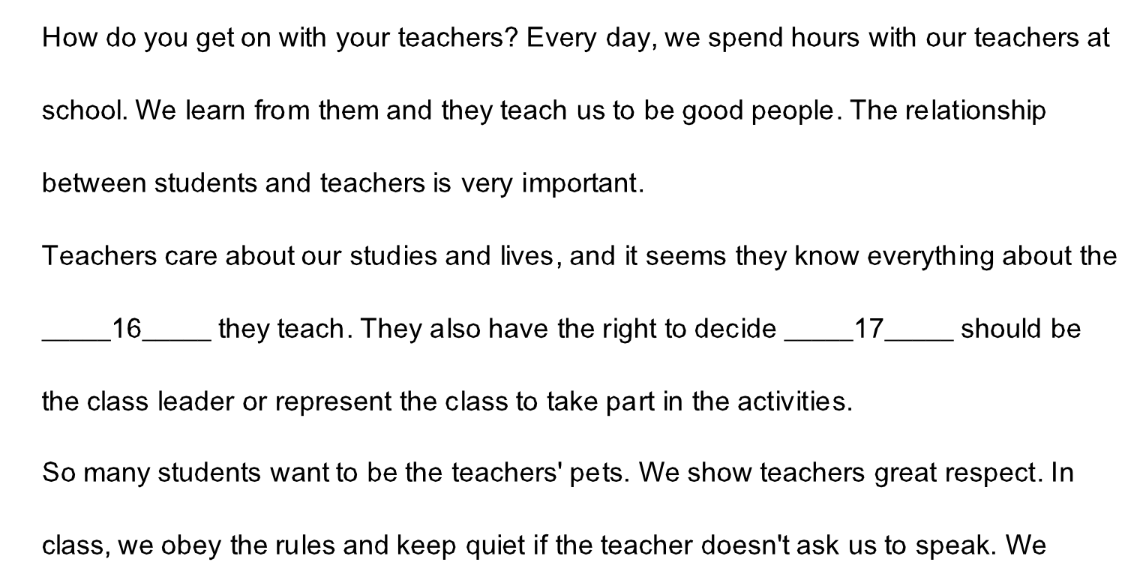 How do you get on with your teachers? Every day, we spend hours with our teachers at
school. We learn from them and they teach us to be good people. The relationship
between students and teachers is very important.
Teachers care about our studies and lives, and it seems they know everything about the
_____16_____ they teach. They also have the right to decide _____17_____ should be
the class leader or represent the class to take part in the activities.
So many students want to be the teachers' pets. We show teachers great respect. In
class, we obey the rules and keep quiet if the teacher doesn't ask us to speak. We